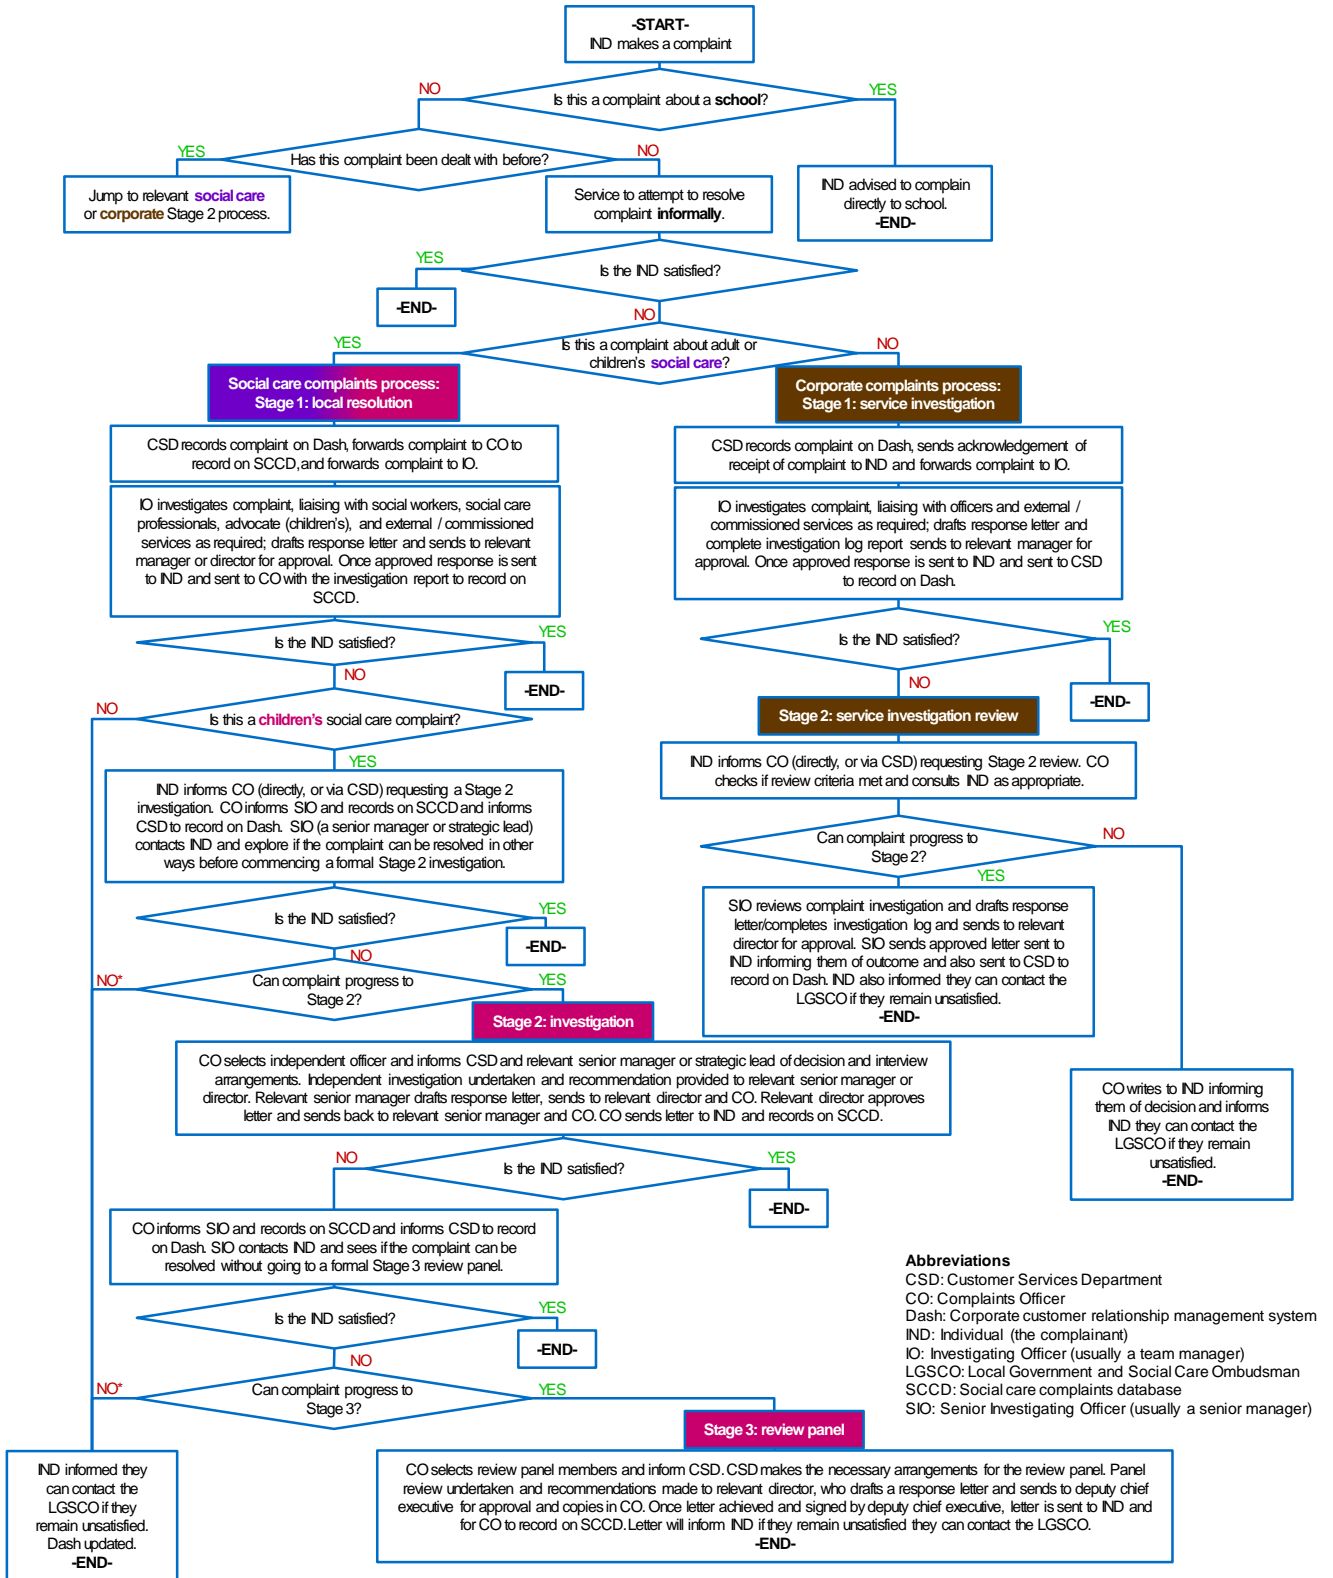 -START-
IND makes a complaint
Is this a complaint about a school?
NO
YES
Has this complaint been dealt with before?
YES
NO
Jump to relevant social care
or corporate Stage 2 process.
Service to attempt to resolve
complaint informally.
IND advised to complain
directly to school.
-END-
Is the IND satisfied?
YES
-END-
NO
Is this a complaint about adult or
children's social care?
YES
NO
Social care complaints process:
Stage 1: local resolution
CSD records complaint on Dash, forwards complaint to CO to
record on SCCD, and forwards complaint to IO.
IO investigates complaint, liaising with social workers, social care
professionals, advocate (children's), and external / commissioned
services as required; drafts response letter and sends to relevant
manager or director for approval. Once approved response is sent
to IND and sent to CO with the investigation report to record on
SCCD.
Is the IND satisfied?
YES
-END-
NO
Is this a children's social care complaint?
NO
YES
IND informs CO (directly, or via CSD) requesting a Stage 2
investigation. CO informs SIO and records on SCCD and informs
CSD to record on Dash. SIO (a senior manager or strategic lead)
contacts IND and explore if the complaint can be resolved in other
ways before commencing a formal Stage 2 investigation.
Is the IND satisfied?
YES
-END-
NO
Can complaint progress to
Stage 2?
NO*
YES
Corporate complaints process:
Stage 1: service investigation
CSD records complaint on Dash, sends acknowledgement of
receipt of complaint to IND and forwards complaint to IO.
IO investigates complaint, liaising with officers and external /
commissioned services as required; drafts response letter and
complete investigation log report sends to relevant manager for
approval. Once approved response is sent to IND and sent to CSD
to record on Dash.
Is the IND satisfied?
YES
-END-
NO
Stage 2: service investigation review
IND informs CO (directly, or via CSD) requesting Stage 2 review. CO
checks if review criteria met and consults IND as appropriate.
Can complaint progress to
Stage 2?
NO
YES
SIO reviews complaint investigation and drafts response
letter/completes investigation log and sends to relevant
director for approval. SIO sends approved letter sent to
IND informing them of outcome and also sent to CSD to
record on Dash. IND also informed they can contact the
LGSCO if they remain unsatisfied.
-END-
CO writes to IND informing
them of decision and informs
IND they can contact the
LGSCO if they remain
unsatisfied.
-END-
Stage 2: investigation
CO selects independent officer and informs CSD and relevant senior manager or strategic lead of decision and interview
arrangements. Independent investigation undertaken and recommendation provided to relevant senior manager or
director. Relevant senior manager drafts response letter, sends to relevant director and CO. Relevant director approves
letter and sends back to relevant senior manager and CO. CO sends letter to IND and records on SCCD.
Is the IND satisfied?
NO
YES
-END-
CO informs SIO and records on SCCD and informs CSD to record
on Dash. SIO contacts IND and sees if the complaint can be
resolved without going to a formal Stage 3 review panel.
Is the IND satisfied?
YES
-END-
NO
Can complaint progress to
Stage 3?
NO*
YES
Stage 3: review panel
IND informed they
can contact the
LGSCO if they
remain unsatisfied.
Dash updated.
-END-
CO selects review panel members and inform CSD. CSD makes the necessary arrangements for the review panel. Panel
review undertaken and recommendations made to relevant director, who drafts a response letter and sends to deputy chief
executive for approval and copies in CO. Once letter achieved and signed by deputy chief executive, letter is sent to IND and
for CO to record on SCCD. Letter will inform IND if they remain unsatisfied they can contact the LGSCO.
-END-
Abbreviations
CSD: Customer Services Department
CO: Complaints Officer
Dash: Corporate customer relationship management system
IND: Individual (the complainant)
IO: Investigating Officer (usually a team manager)
LGSCO: Local Government and Social Care Ombudsman
SCCD: Social care complaints database
SIO: Senior Investigating Officer (usually a senior manager)